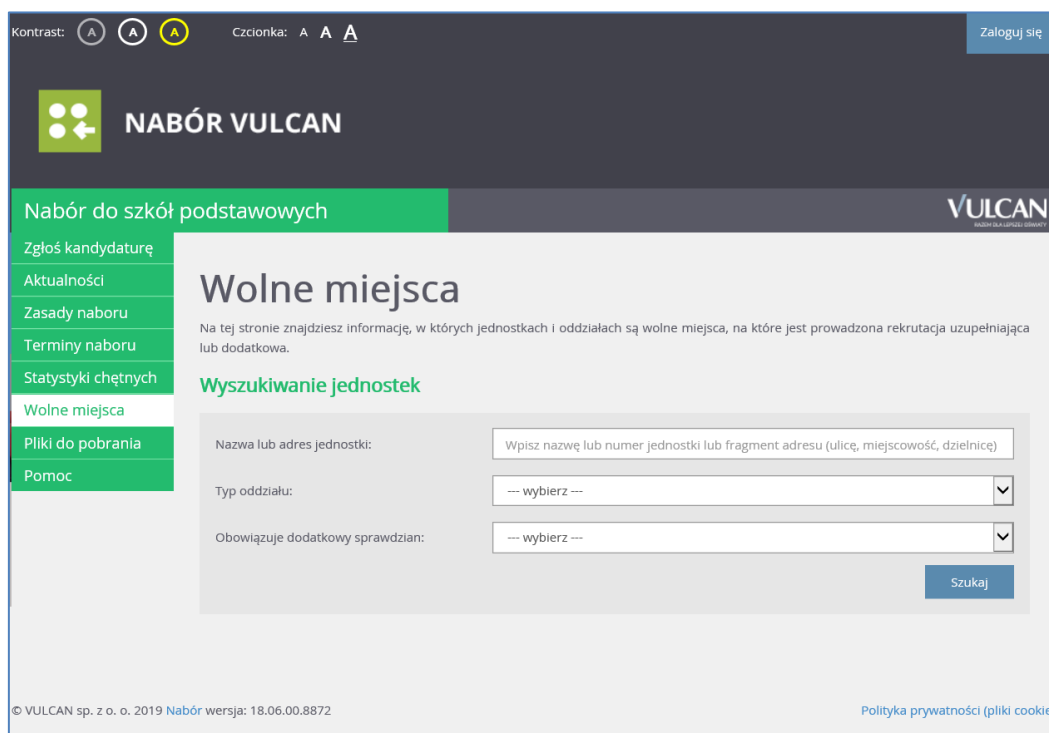 Kontrast: A A A Czcionka: A A A Zaloguj się
NABÓR VULCAN
Nabór do szkół podstawowych
VULCAN
RAZEM DLA LEPSZEJ OŚWIATY
Zgłoś kandydaturę
Aktualności
Zasady naboru
Terminy naboru
Statystyki chętnych
Wolne miejsca
Pliki do pobrania
Pomoc
Wolne miejsca
Na tej stronie znajdziesz informację, w których jednostkach i oddziałach są wolne miejsca, na które jest prowadzona rekrutacja uzupełniająca
lub dodatkowa.
Wyszukiwanie jednostek
Nazwa lub adres jednostki: Wpisz nazwę lub numer jednostki lub fragment adresu (ulicę, miejscowość, dzielnicę)
Typ oddziału: --- wybierz ---
Obowiązuje dodatkowy sprawdzian: --- wybierz ---
Szukaj
© VULCAN sp. z o. o. 2019 Nabór wersja: 18.06.00.8872 Polityka prywatności (pliki cookie